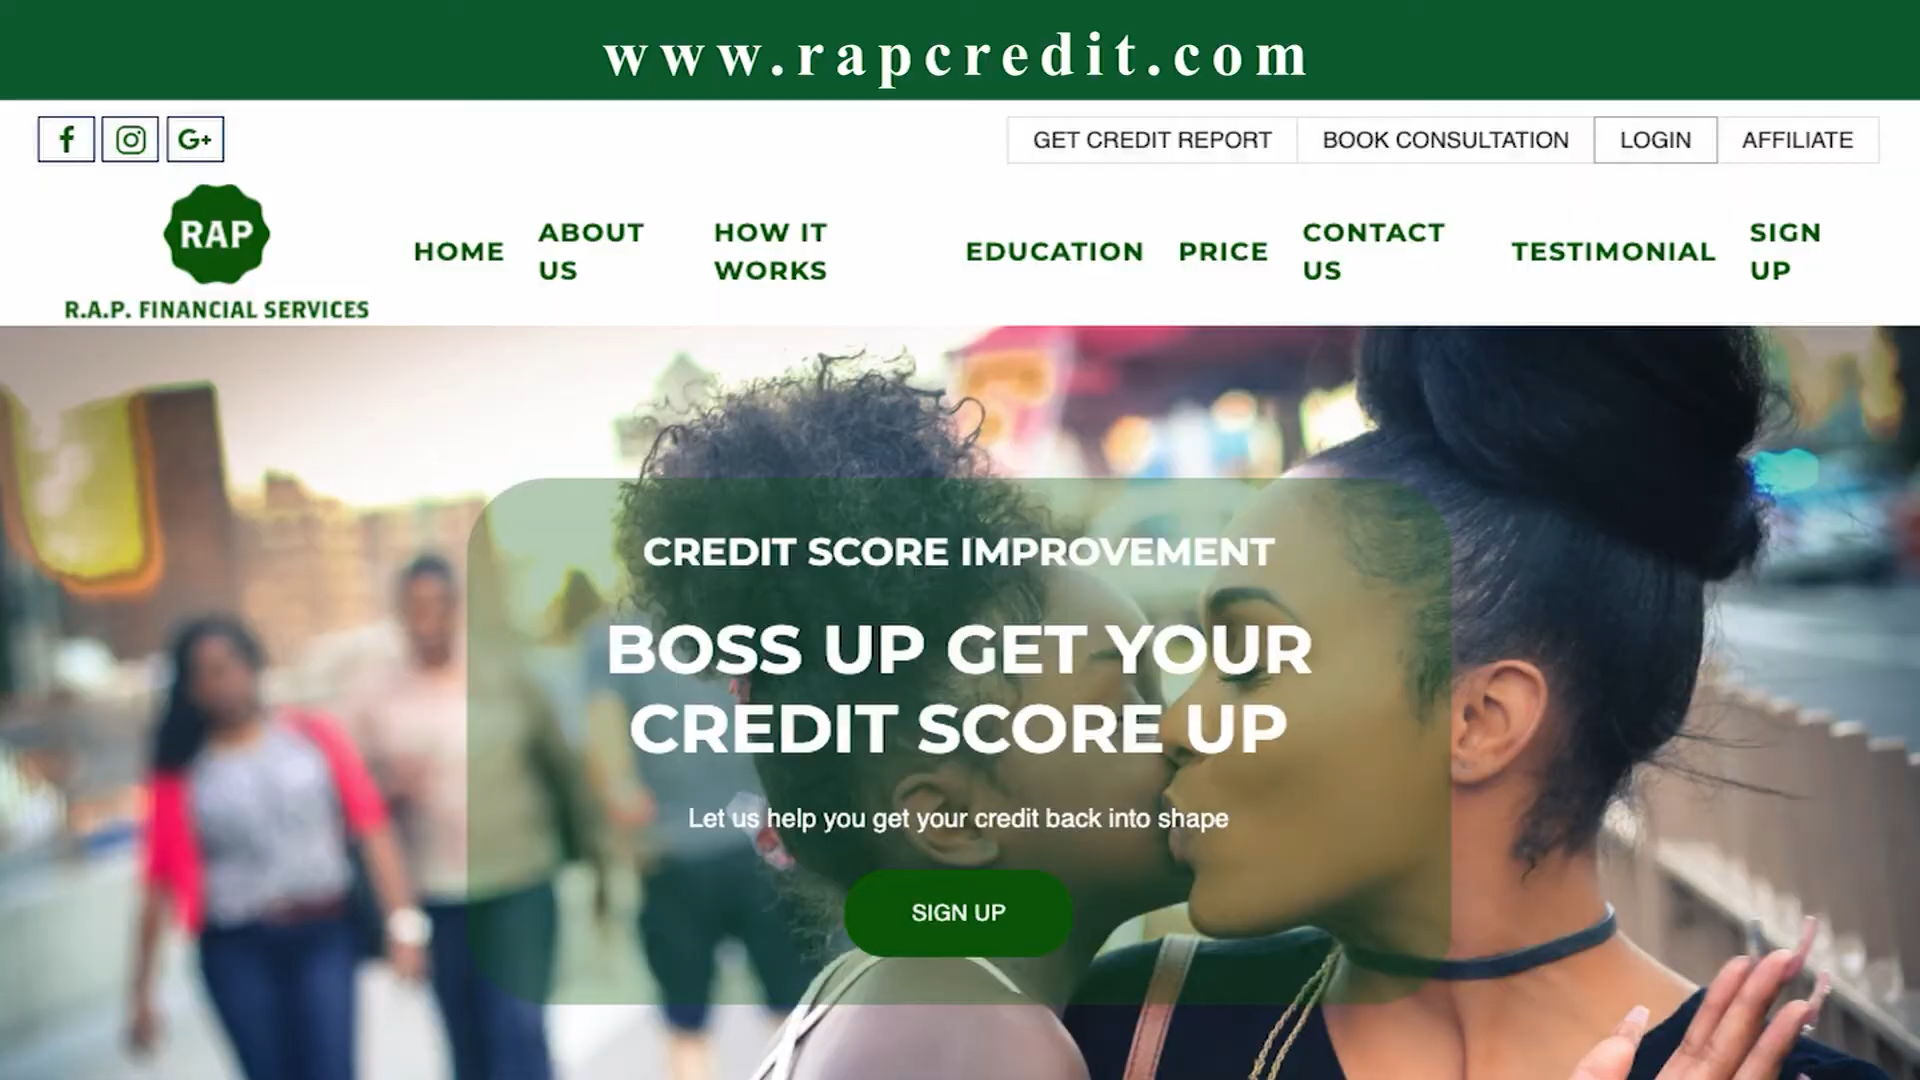 www.rapcredit.com
f
G+
GET CREDIT REPORT
BOOK CONSULTATION
LOGIN
AFFILIATE
RAP
R.A.P. FINANCIAL SERVICES
HOME
ABOUT
US
HOW IT
WORKS
EDUCATION
PRICE
CONTACT
US
TESTIMONIAL
SIGN
UP
CREDIT SCORE IMPROVEMENT
BOSS UP GET YOUR
CREDIT SCORE UP
Let us help you get your credit back into shape
SIGN UP